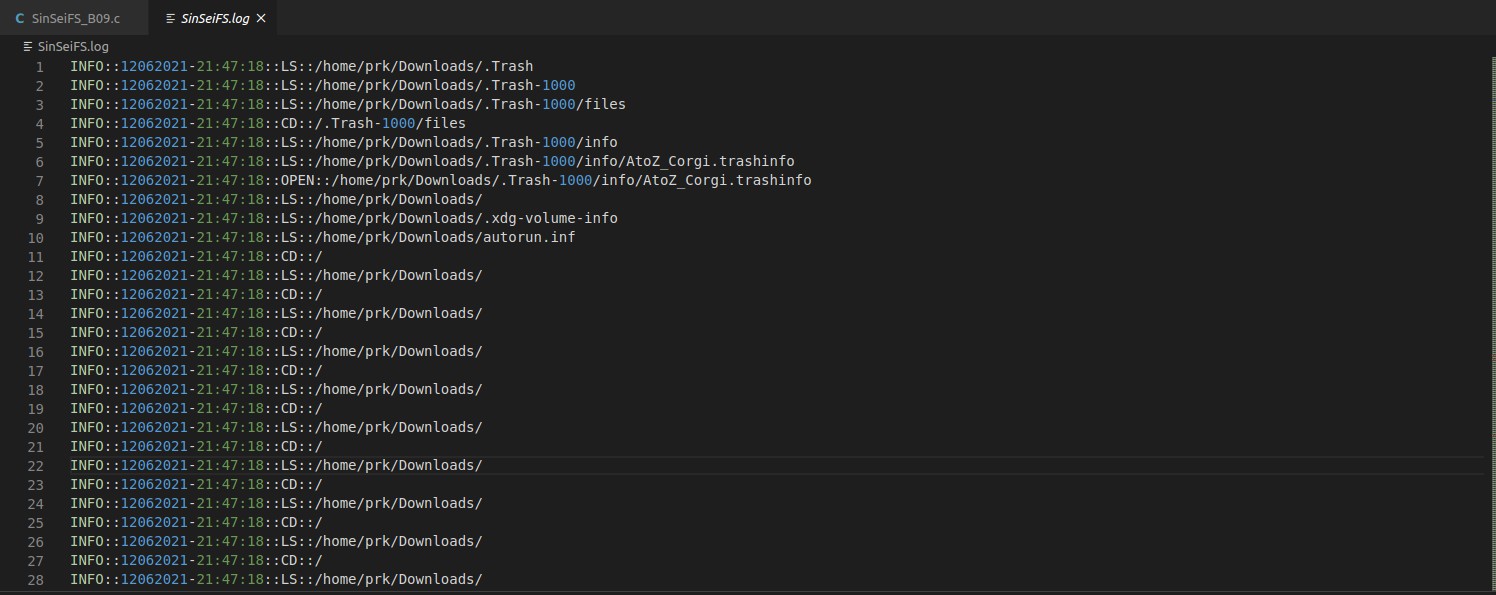 SinSeiFS_B09.c SinSeiFS.log
SinSeiFS.log
1 INFO::12062021-21:47:18::LS::/home/prk/Downloads/.Trash
2 INFO::12062021-21:47:18::LS::/home/prk/Downloads/.Trash-1000
3 INFO::12062021-21:47:18::LS::/home/prk/Downloads/.Trash-1000/files
4 INFO::12062021-21:47:18::CD::/.Trash-1000/files
5 INFO::12062021-21:47:18::LS::/home/prk/Downloads/.Trash-1000/info
6 INFO::12062021-21:47:18::LS::/home/prk/Downloads/.Trash-1000/info/AtoZ_Corgi.trashinfo
7 INFO::12062021-21:47:18::OPEN::/home/prk/Downloads/.Trash-1000/info/AtoZ_Corgi.trashinfo
8 INFO::12062021-21:47:18::LS::/home/prk/Downloads/
9 INFO::12062021-21:47:18::LS::/home/prk/Downloads/.xdg-volume-info
10 INFO::12062021-21:47:18::LS::/home/prk/Downloads/autorun.inf
11 INFO::12062021-21:47:18::CD::/
12 INFO::12062021-21:47:18::LS::/home/prk/Downloads/
13 INFO::12062021-21:47:18::CD::/
14 INFO::12062021-21:47:18::LS::/home/prk/Downloads/
15 INFO::12062021-21:47:18::CD::/
16 INFO::12062021-21:47:18::LS::/home/prk/Downloads/
17 INFO::12062021-21:47:18::CD::/
18 INFO::12062021-21:47:18::LS::/home/prk/Downloads/
19 INFO::12062021-21:47:18::CD::/
20 INFO::12062021-21:47:18::LS::/home/prk/Downloads/
21 INFO::12062021-21:47:18::CD::/
22 INFO::12062021-21:47:18::LS::/home/prk/Downloads/
23 INFO::12062021-21:47:18::CD::/
24 INFO::12062021-21:47:18::LS::/home/prk/Downloads/
25 INFO::12062021-21:47:18::CD::/
26 INFO::12062021-21:47:18::LS::/home/prk/Downloads/
27 INFO::12062021-21:47:18::CD::/
28 INFO::12062021-21:47:18::LS::/home/prk/Downloads/